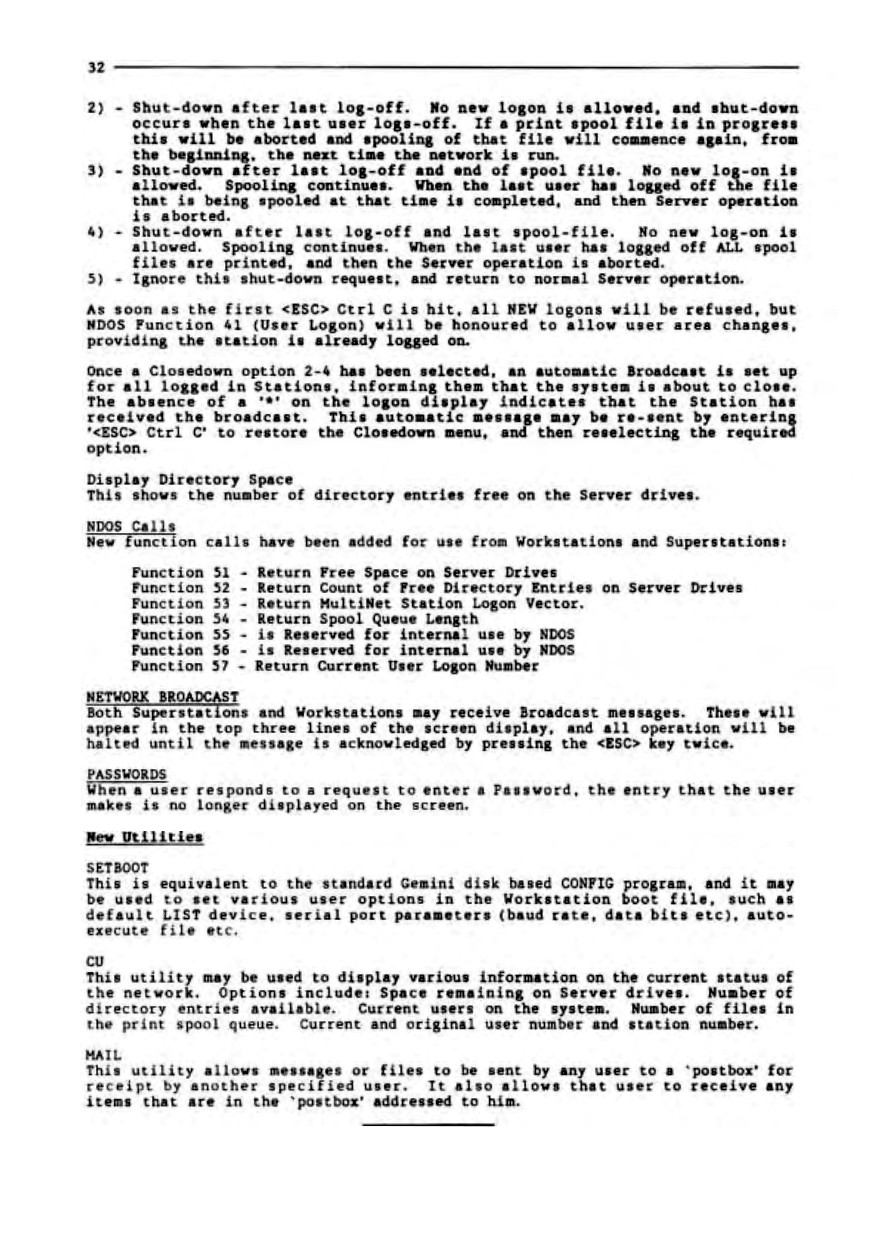 32
2) - Shut-down after last log-off. No new logon is allowed, and shut-down
occurs when the last user logs-off. If a print spool file is in progress
this will be aborted and spooling of that file will commence again, from
the beginning, the next time the network is run.
3) - Shut-down after last log-off and end of spool file. No new log-on is
allowed. Spooling continues. When the last user has logged off the file
that is being spooled at that time is completed, and then Server operation
is aborted.
4) - Shut-down after last log-off and last spool-file. No new log-on is
allowed. Spooling continues. When the last user has logged off ALL spool
files are printed, and then the Server operation is aborted.
5) - Ignore this shut-down request, and return to normal Server operation.
As soon as the first <ESC> Ctrl C is hit, all NEW logons will be refused, but
NDOS Function 41 (User Logon) will be honoured to allow user area changes,
providing the station is already logged on.
Once a Closedown option 2-4 has been selected, an automatic Broadcast is set up
for all logged in Stations, informing them that the system is about to close.
The absence of a '*' on the logon display indicates that the Station has
received the broadcast. This automatic message may be re-sent by entering
'<ESC> Ctrl C' to restore the Closedown menu, and then reselecting the required
option.
Display Directory Space
This shows the number of directory entries free on the Server drives.
NDOS Calls
New function calls have been added for use from Workstations and Superstations:
Function 51 - Return Free Space on Server Drives
Function 52 - Return Count of Free Directory Entries on Server Drives
Function 53 - Return MultiNet Station Logon Vector.
Function 54 - Return Spool Queue Length
Function 55 - is Reserved for internal use by NDOS
Function 56 - is Reserved for internal use by NDOS
Function 57 - Return Current User Logon Number
NETWORK BROADCAST
Both Superstations and Workstations may receive Broadcast messages. These will
appear in the top three lines of the screen display, and all operation will be
halted until the message is acknowledged by pressing the <ESC> key twice.
PASSWORDS
When a user responds to a request to enter a Password, the entry that the user
makes is no longer displayed on the screen.
New Utilities
SETBOOT
This is equivalent to the standard Gemini disk based CONFIG program, and it may
be used to set various user options in the Workstation boot file, such as
default LIST device, serial port parameters (baud rate, data bits etc), auto-
execute file etc.
CU
This utility may be used to display various information on the current status of
the network. Options include: Space remaining on Server drives. Number of
directory entries available. Current users on the system. Number of files in
the print spool queue. Current and original user number and station number.
MAIL
This utility allows messages or files to be sent by any user to a `postbox' for
receipt by another specified user. It also allows that user to receive any
items that are in the `postbox' addressed to him.